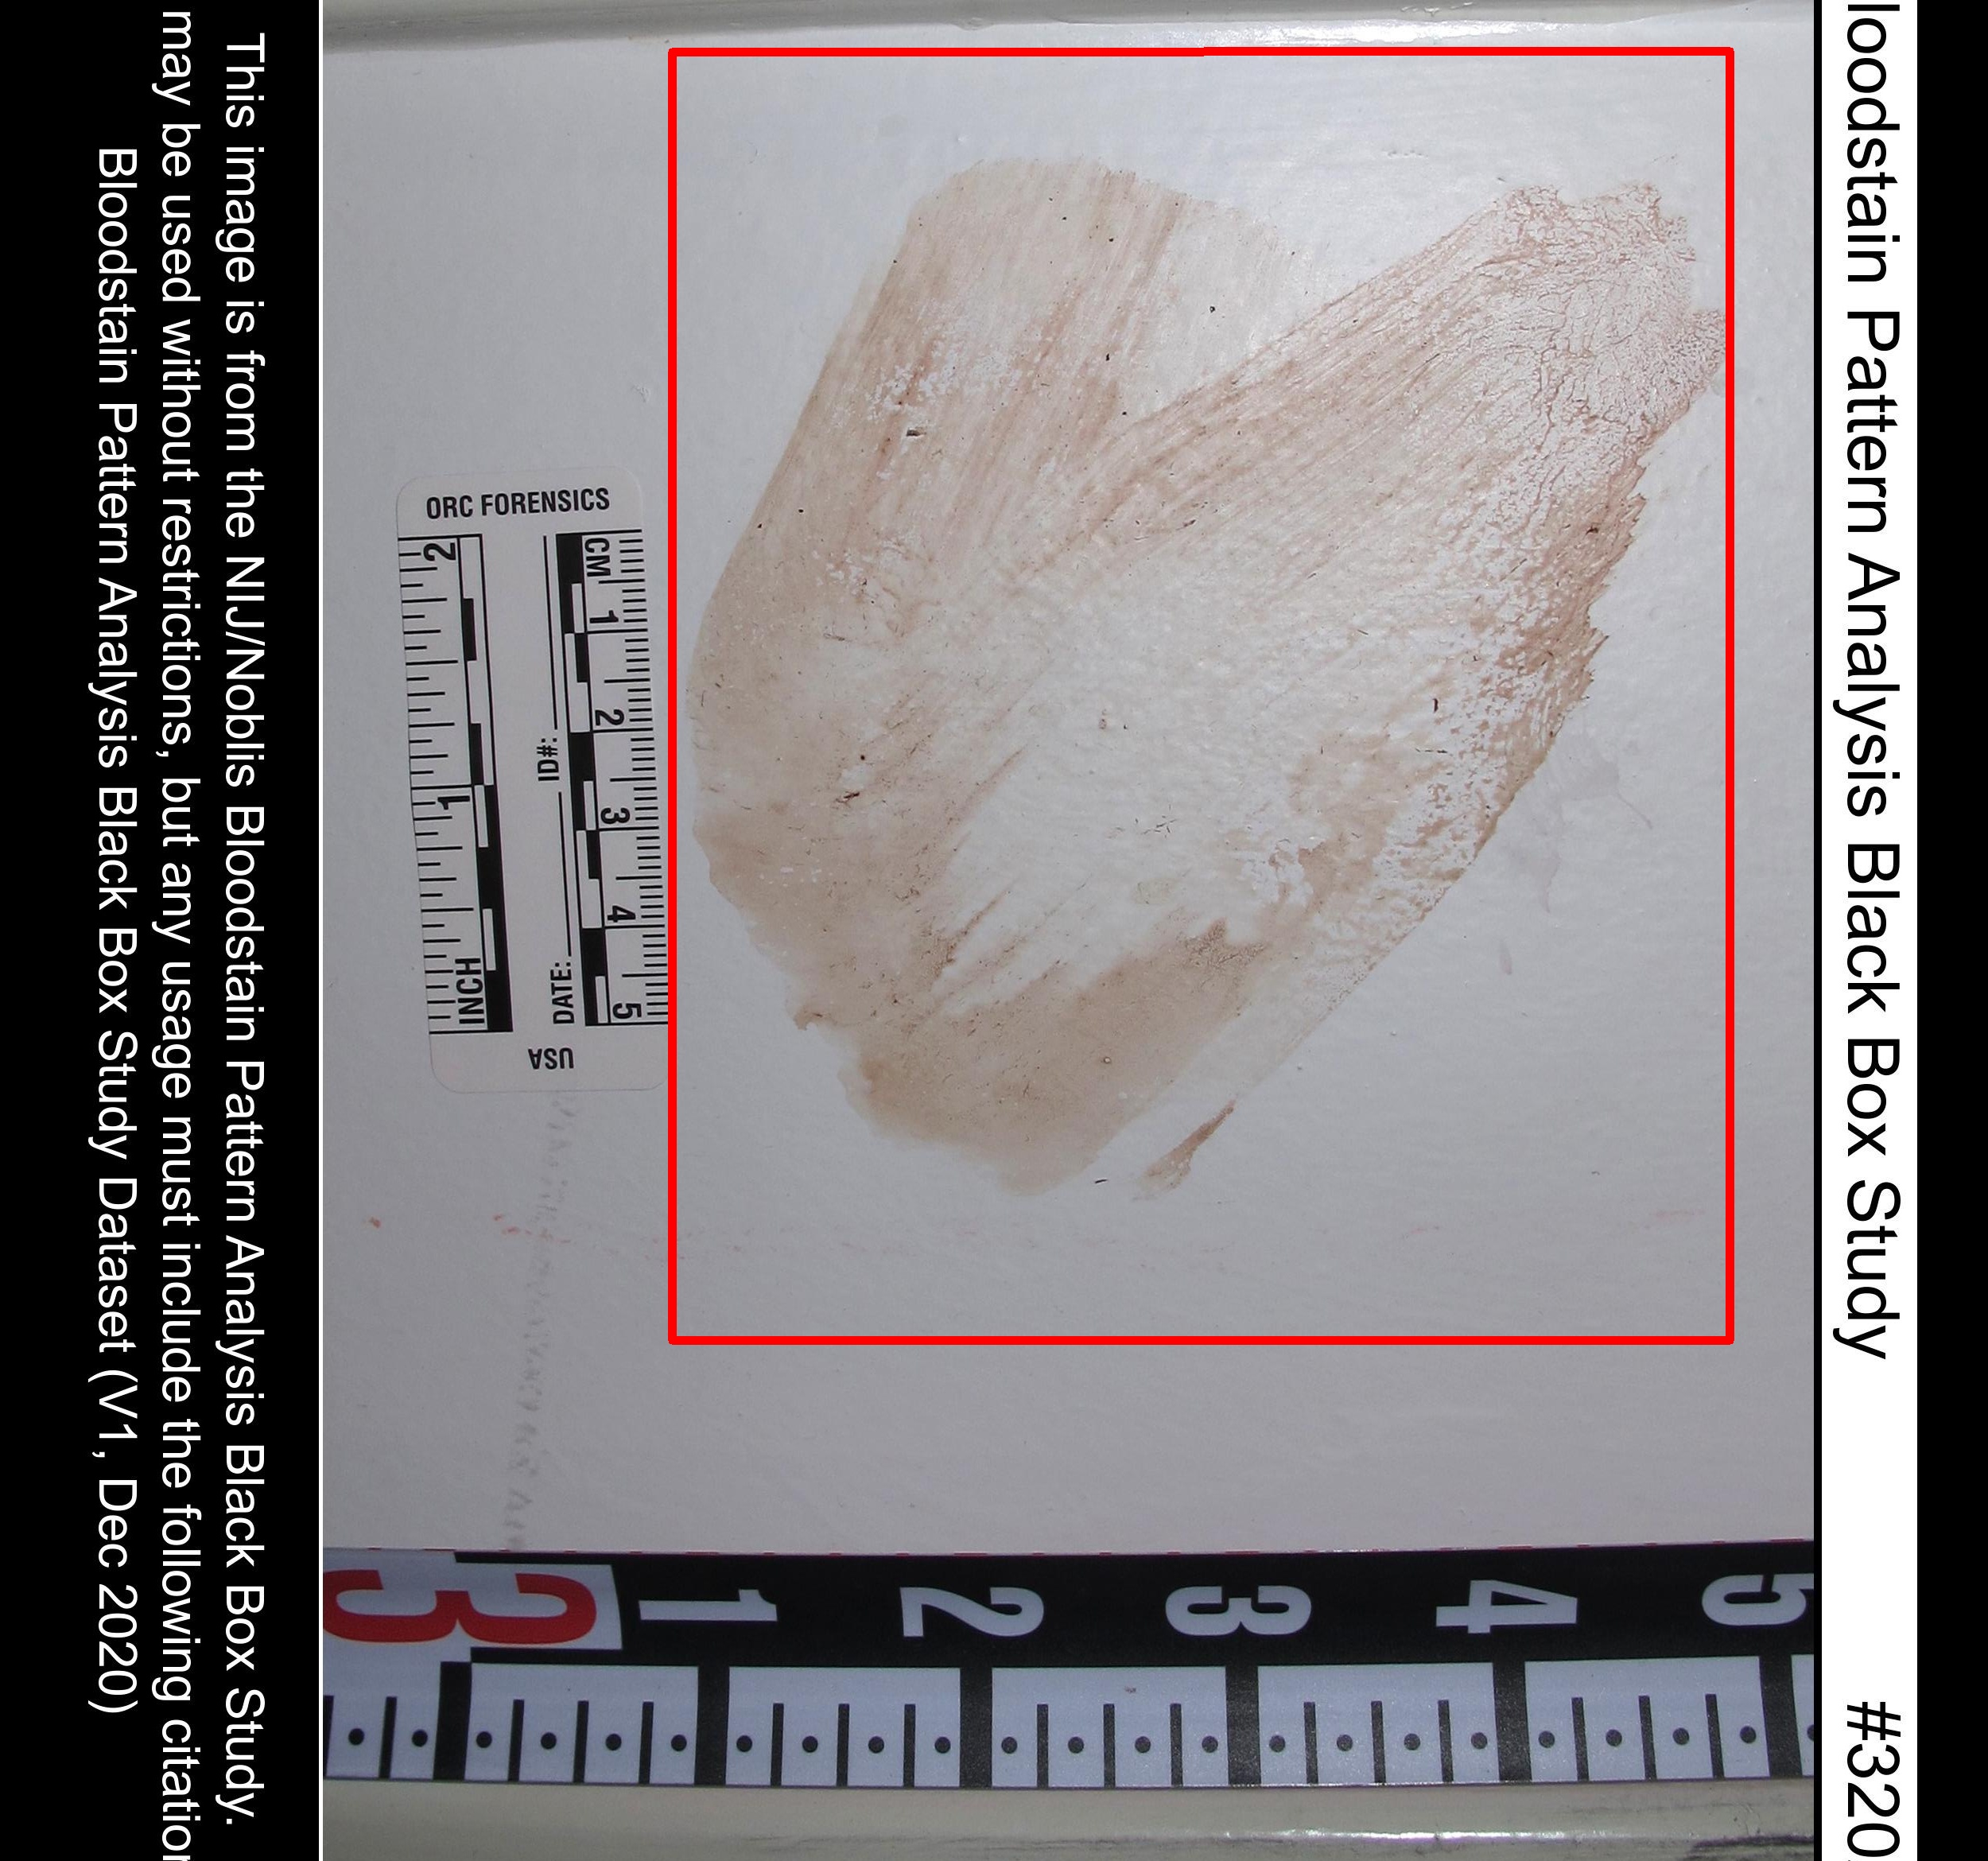 loodstain Pattern Analysis Black Box Study #320
This image is from the NIJ/Noblis Bloodstain Pattern Analysis Black Box Study.
may be used without restrictions, but any usage must include the following citation
Bloodstain Pattern Analysis Black Box Study Dataset (V1, Dec 2020)
ORC FORENSICS
CM 1 2 3 4 5
ID#: DATE:
2 1 INCH
USA
3 1 2 3 4 5